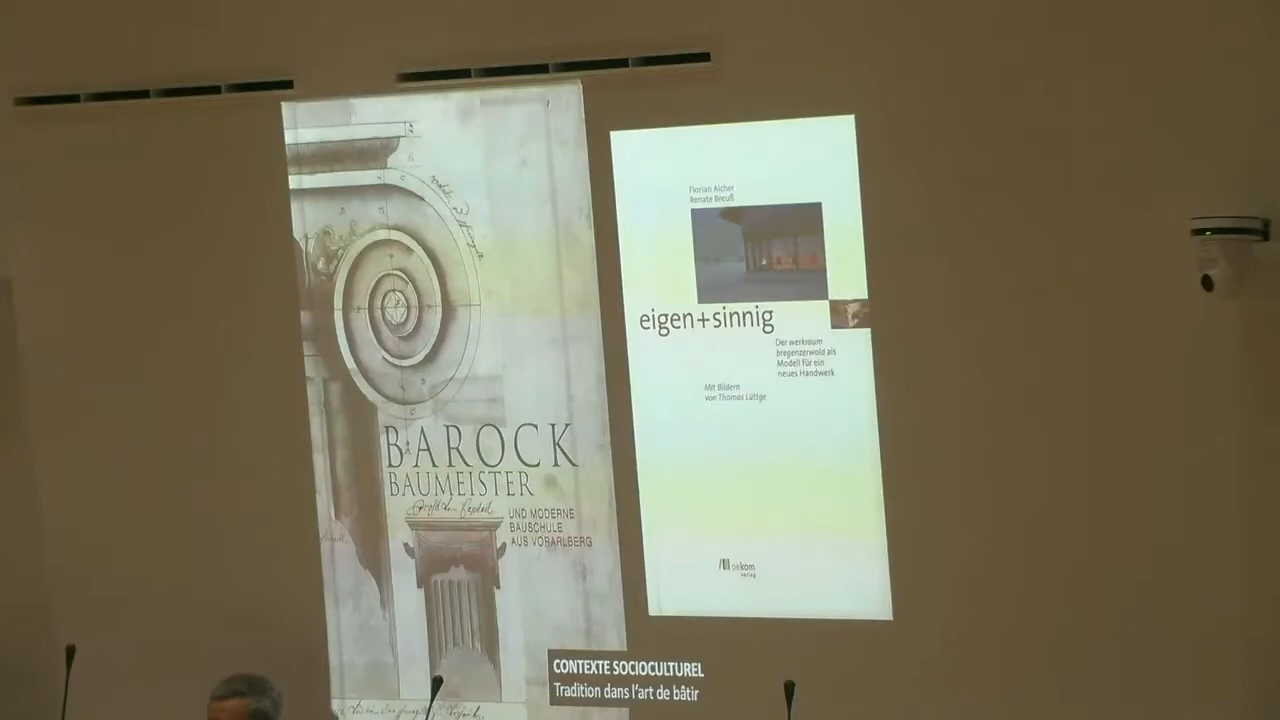 BAROCK
BAUMEISTER
UND MODERNE
BAUSCHULE
AUS VORARLBERG
Florian Aicher
Renate Breuß
eigen+sinnig
Der werkraum
bregenzerwald als
Modell für ein
neues Handwerk
Mit Bildern
von Thomas Lüttge
oekom
verlag
CONTEXTE SOCIOCULTUREL
Tradition dans l'art de bâtir